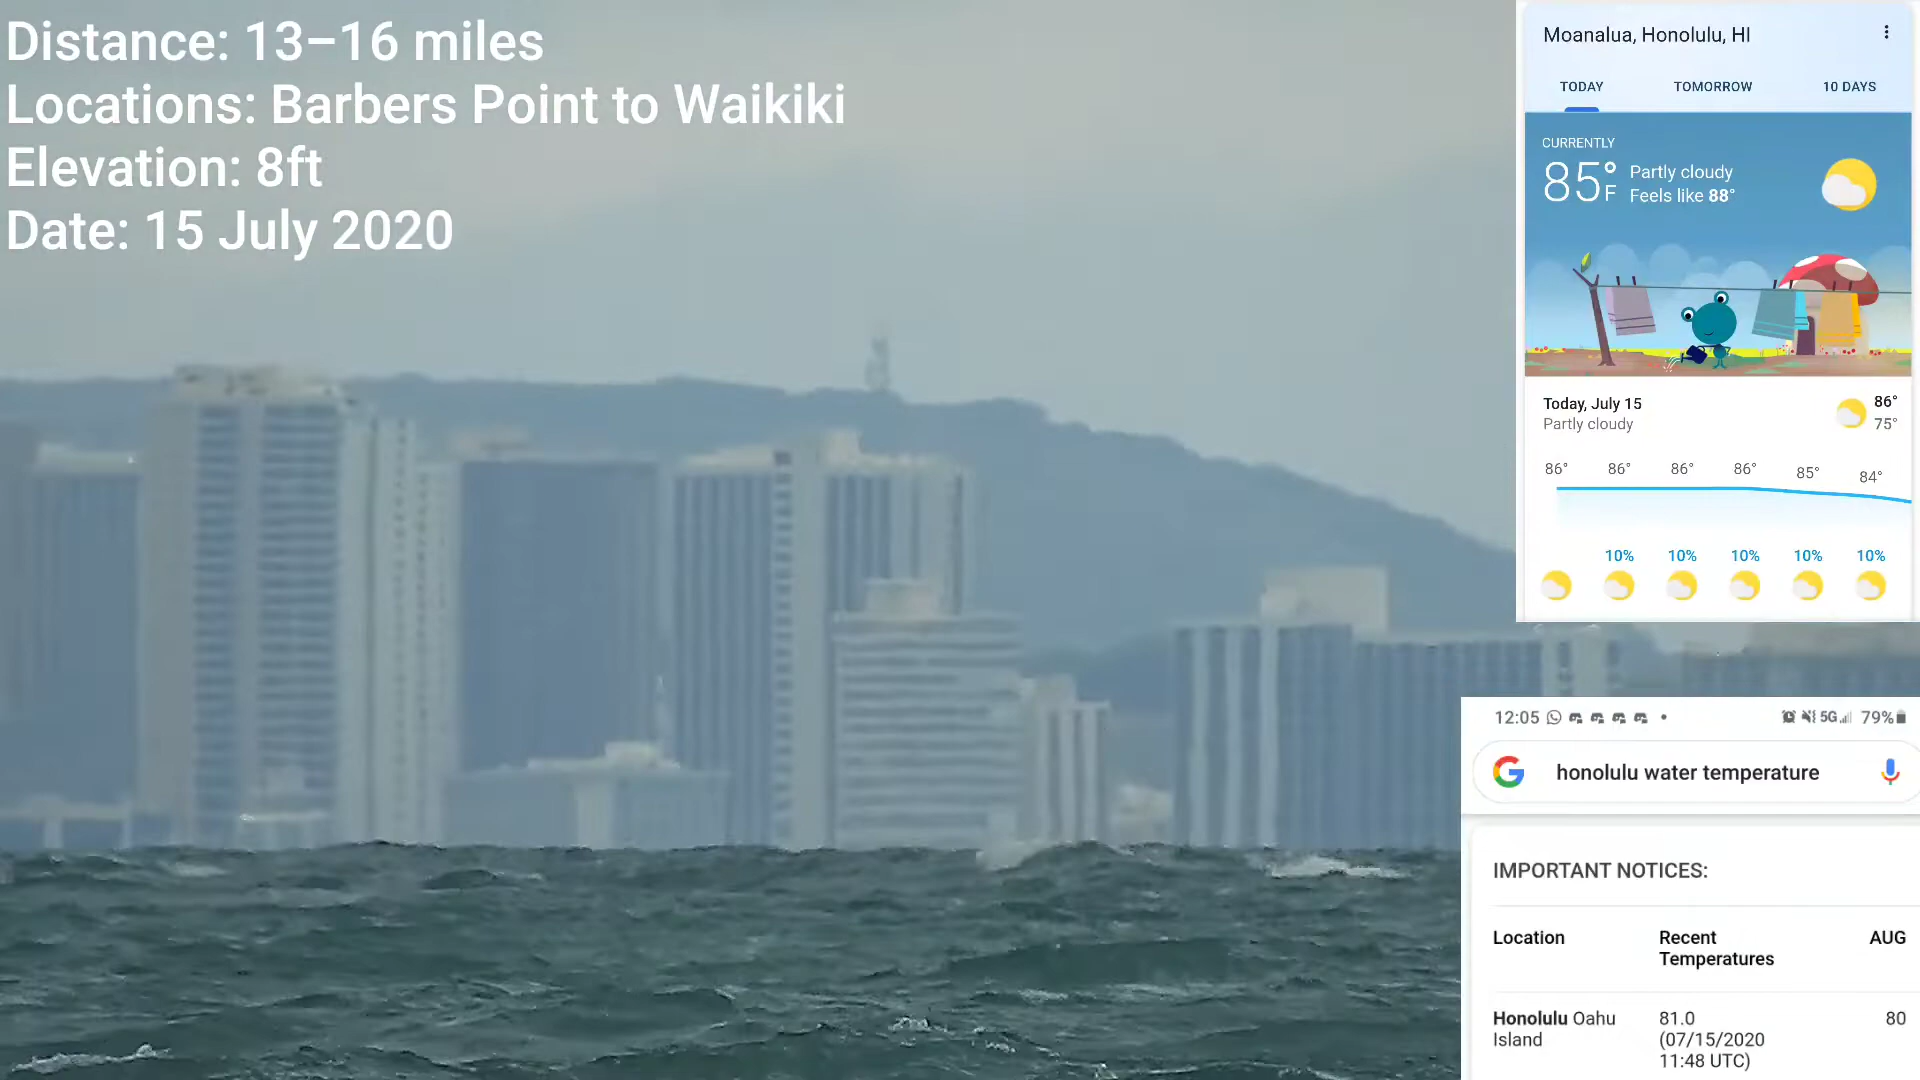 Distance: 13–16 miles
Locations: Barbers Point to Waikiki
Elevation: 8ft
Date: 15 July 2020
Moanalua, Honolulu, HI
TODAY TOMORROW 10 DAYS
CURRENTLY
85°F Partly cloudy
Feels like 88°
Today, July 15 86°
Partly cloudy 75°
86° 86° 86° 86° 85° 84°
10% 10% 10% 10% 10%
12:05 5G 79%
honolulu water temperature
IMPORTANT NOTICES:
Location Recent AUG
Temperatures
Honolulu Oahu 81.0 80
Island (07/15/2020
11:48 UTC)